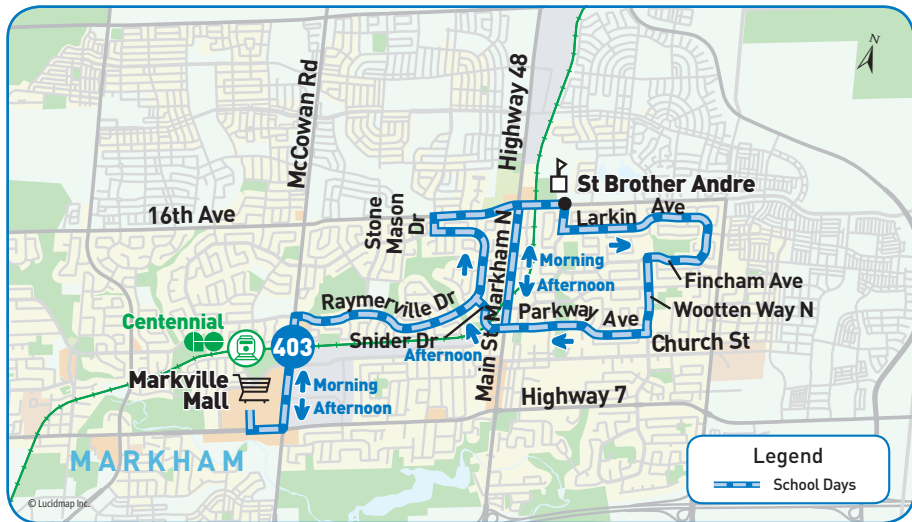 N
McCowan Rd
Highway 48
St Brother Andre
16th Ave
Stone
Mason
Dr
Larkin Ave
Main St Markham N
Morning
Afternoon
Fincham Ave
Raymerville Dr
Wootten Way N
Parkway Ave
Centennial
Snider Dr
Church St
403
Afternoon
Markville
Mall
Morning
Afternoon
Highway 7
MARKHAM
Legend
School Days
© Lucidmap Inc.